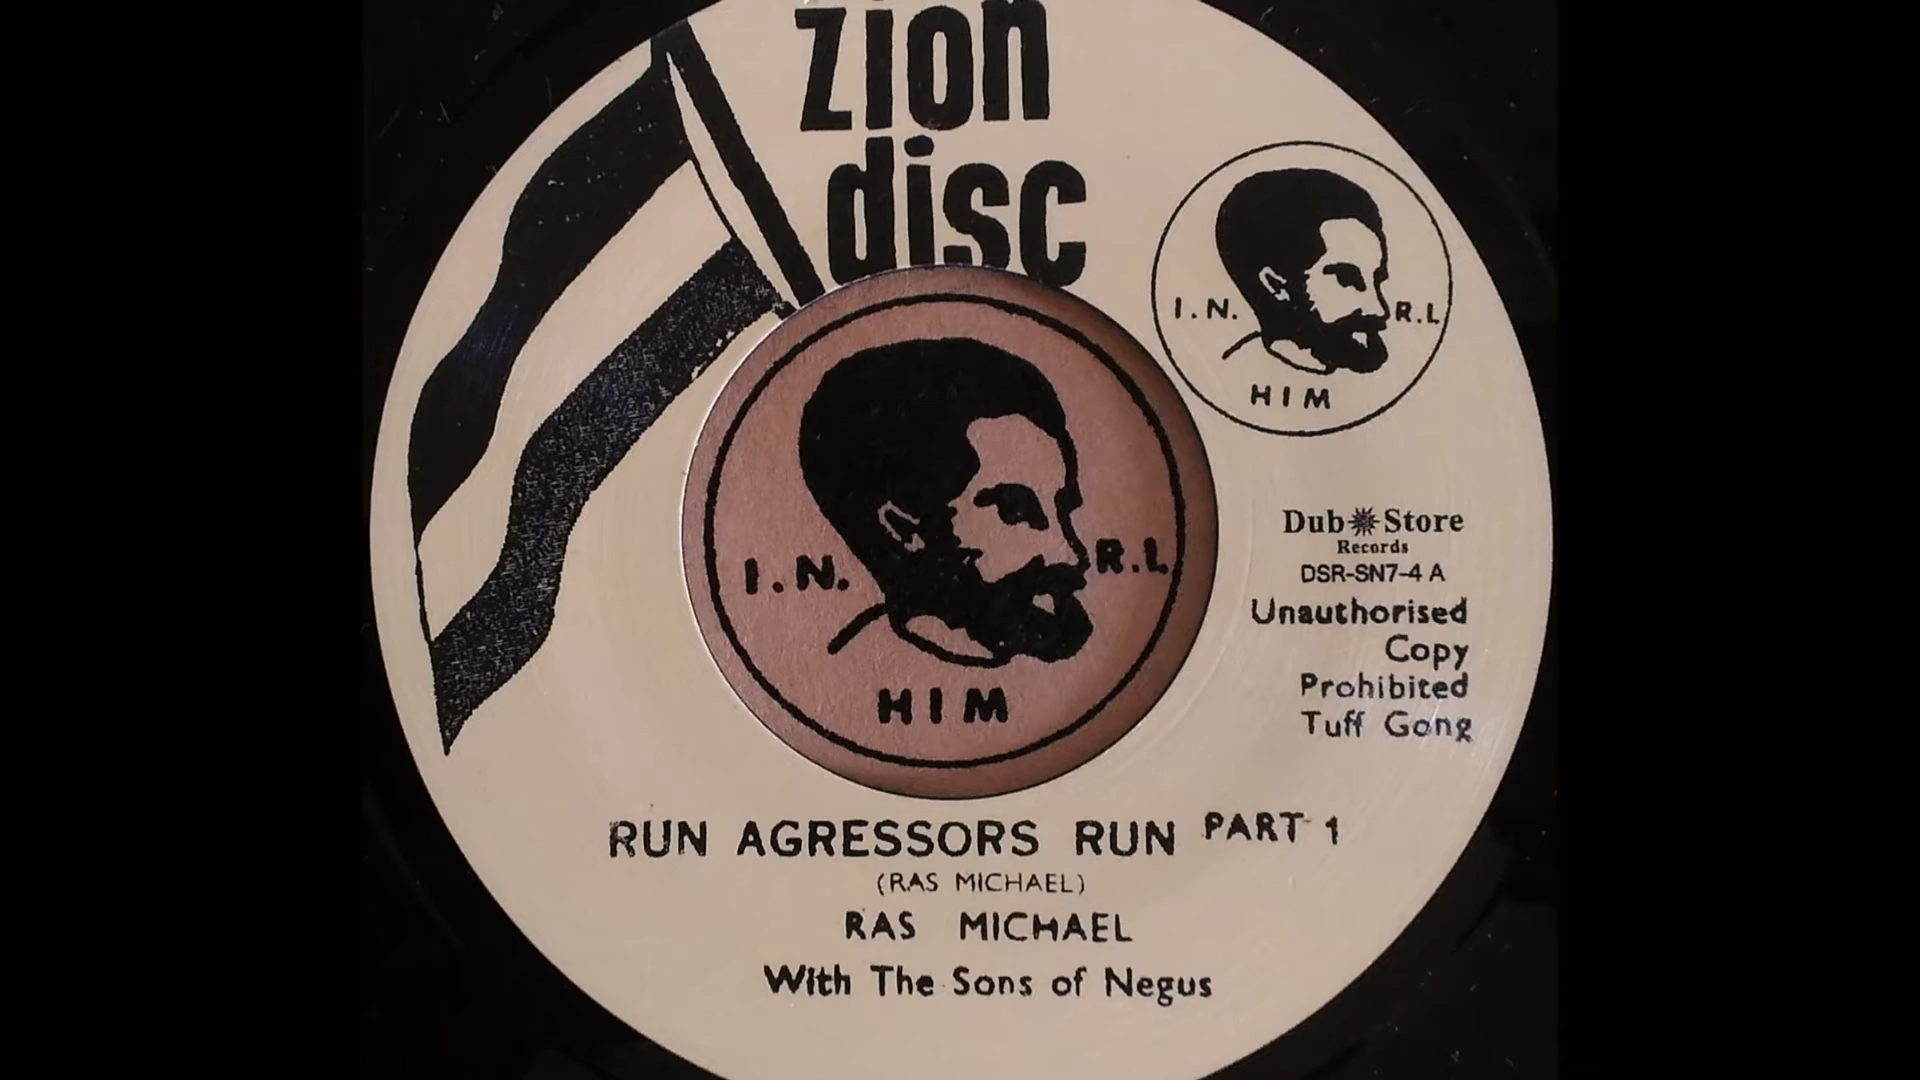 zion
disc
I.N. R.I.
HIM
Dub Store
Records
DSR-SN7-4 A
Unauthorised
Copy
Prohibited
Tuff Gong
I.N. R.I.
HIM
RUN AGRESSORS RUN PART 1
(RAS MICHAEL)
RAS MICHAEL
With The Sons of Negus